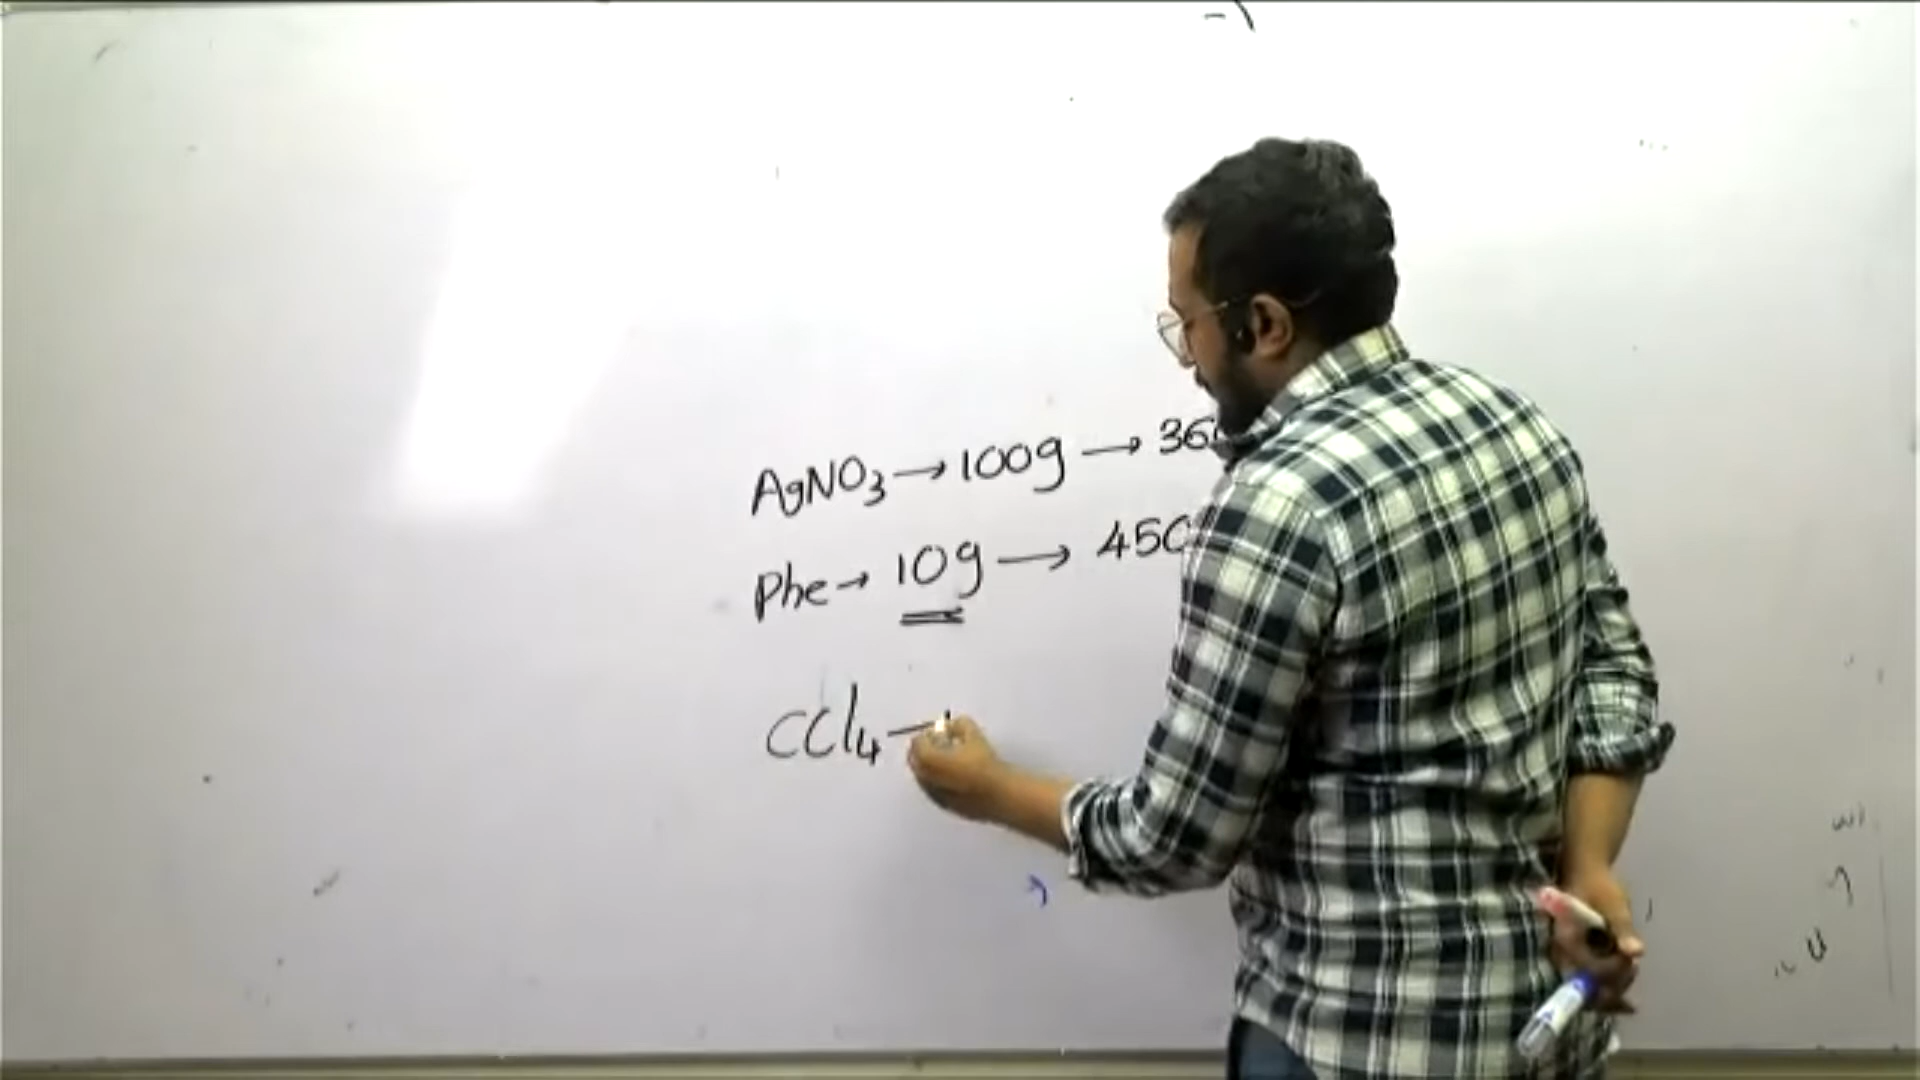 AgNO3 → 100g → 36
Phe → 10g → 450
CCl4 →